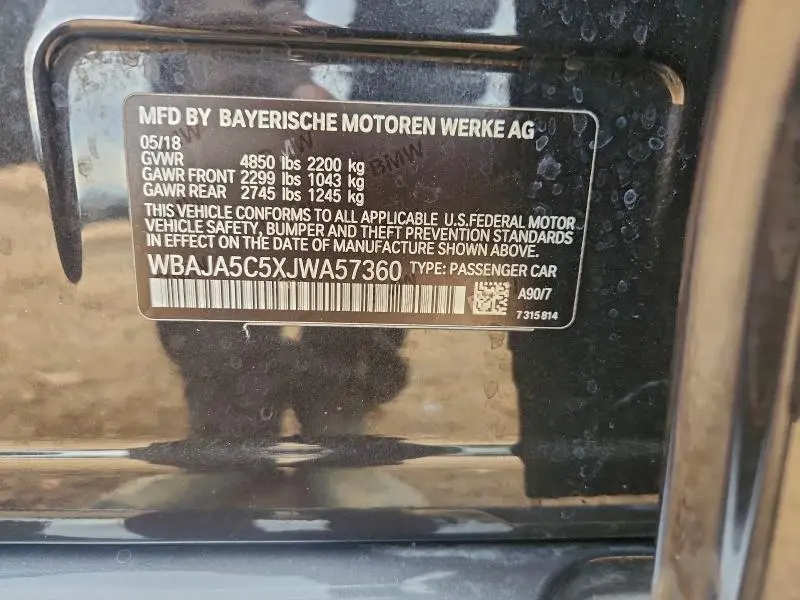 MFD BY BAYERISCHE MOTOREN WERKE AG
05/18
GVWR 4850 lbs 2200 kg
GAWR FRONT 2299 lbs 1043 kg
GAWR REAR 2745 lbs 1245 kg
THIS VEHICLE CONFORMS TO ALL APPLICABLE U.S.FEDERAL MOTOR
VEHICLE SAFETY, BUMPER AND THEFT PREVENTION STANDARDS
IN EFFECT ON THE DATE OF MANUFACTURE SHOWN ABOVE.
WBAJA5C5XJWA57360 TYPE: PASSENGER CAR
A90/7
7 315 814
BMW